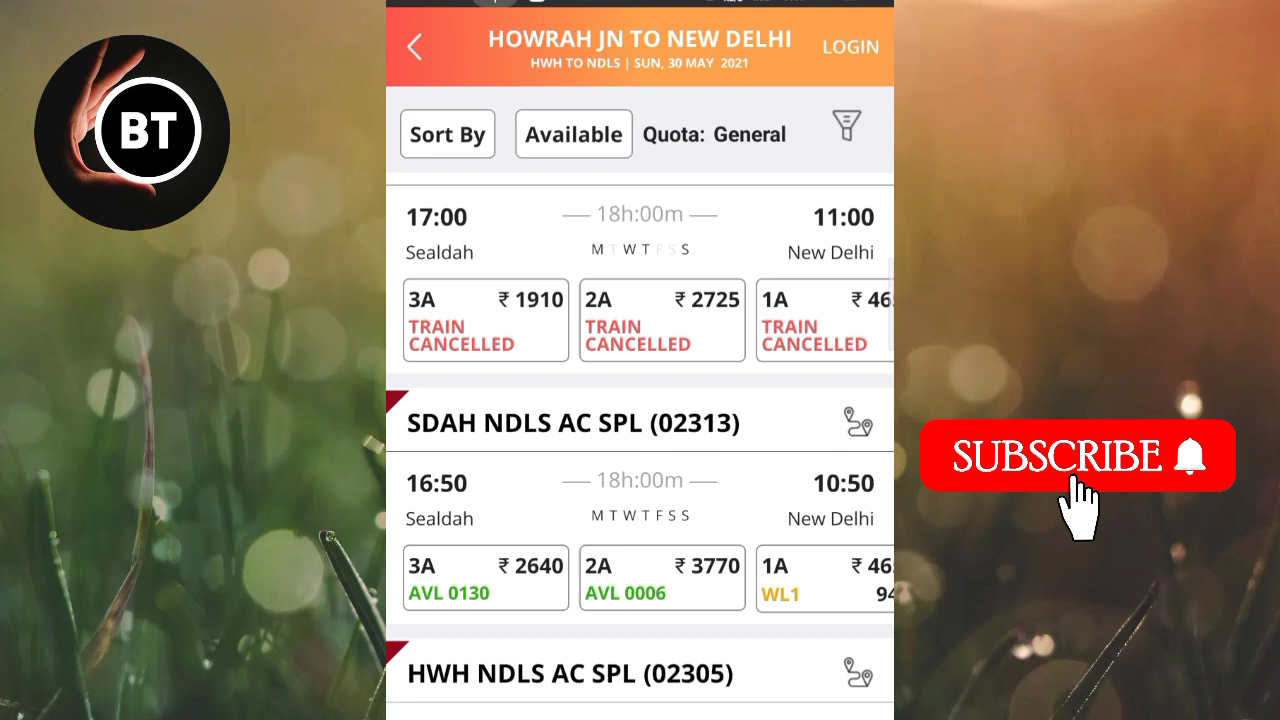 BT
HOWRAH JN TO NEW DELHI
LOGIN
HWH TO NDLS | SUN, 30 MAY 2021
Sort By
Available
Quota: General
17:00
18h:00m
11:00
Sealdah
M T W T F S S
New Delhi
3A ₹ 1910
2A ₹ 2725
1A ₹ 46
TRAIN CANCELLED
TRAIN CANCELLED
TRAIN CANCELLED
SDAH NDLS AC SPL (02313)
16:50
18h:00m
10:50
Sealdah
M T W T F S S
New Delhi
3A ₹ 2640
2A ₹ 3770
1A ₹ 46
AVL 0130
AVL 0006
WL1
94
HWH NDLS AC SPL (02305)
SUBSCRIBE